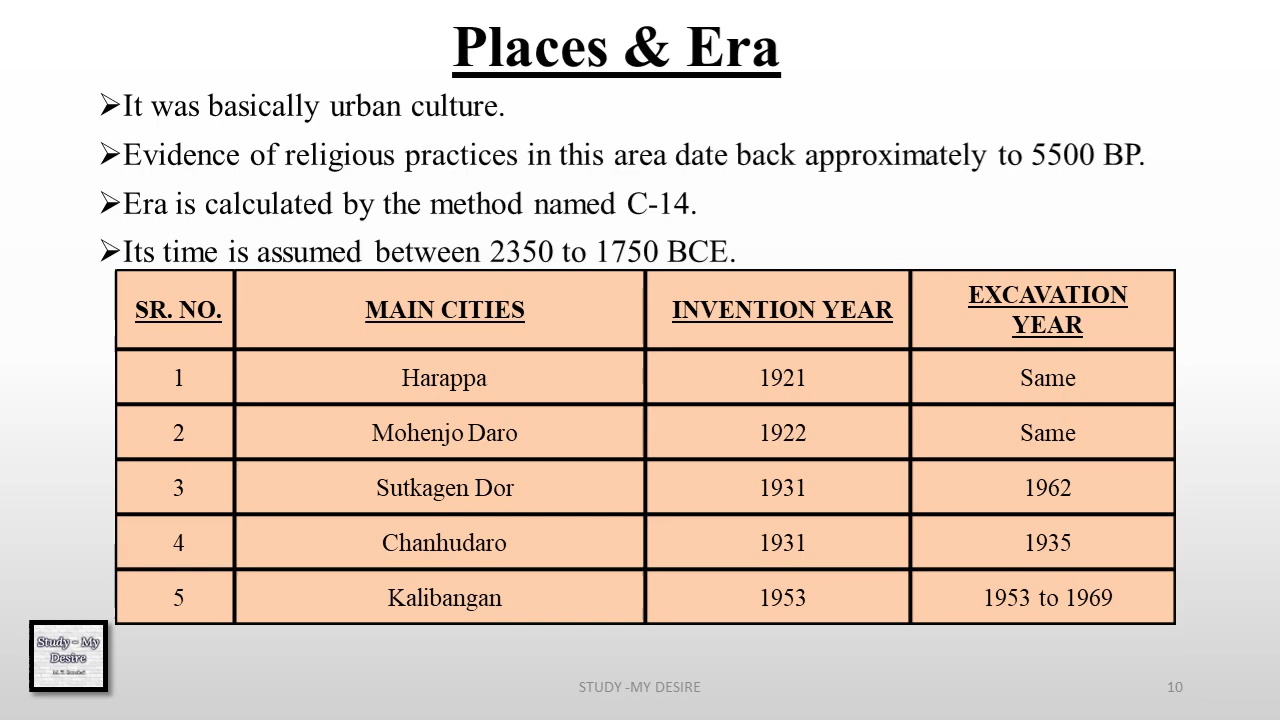 Places & Era
➢It was basically urban culture.
➢Evidence of religious practices in this area date back approximately to 5500 BP.
➢Era is calculated by the method named C-14.
➢Its time is assumed between 2350 to 1750 BCE.
SR. NO. MAIN CITIES INVENTION YEAR EXCAVATION YEAR
1 Harappa 1921 Same
2 Mohenjo Daro 1922 Same
3 Sutkagen Dor 1931 1962
4 Chanhudaro 1931 1935
5 Kalibangan 1953 1953 to 1969
Study - My
Desire
STUDY -MY DESIRE 10